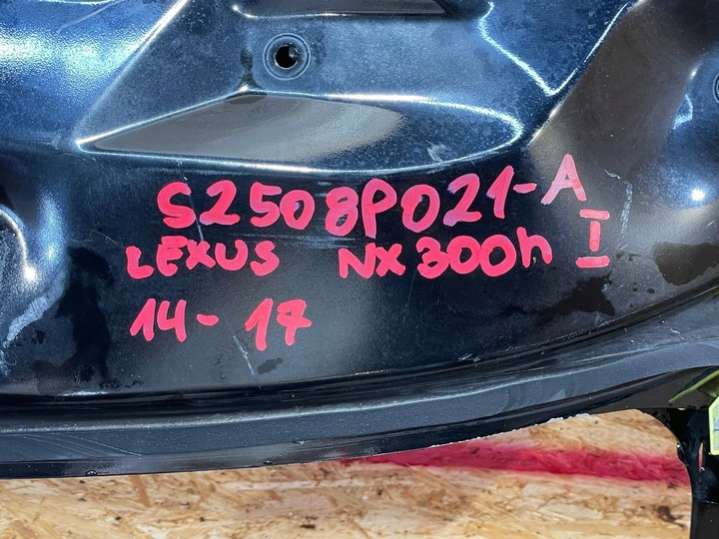 S2508P021-A
LEXUS NX300h I
14-17